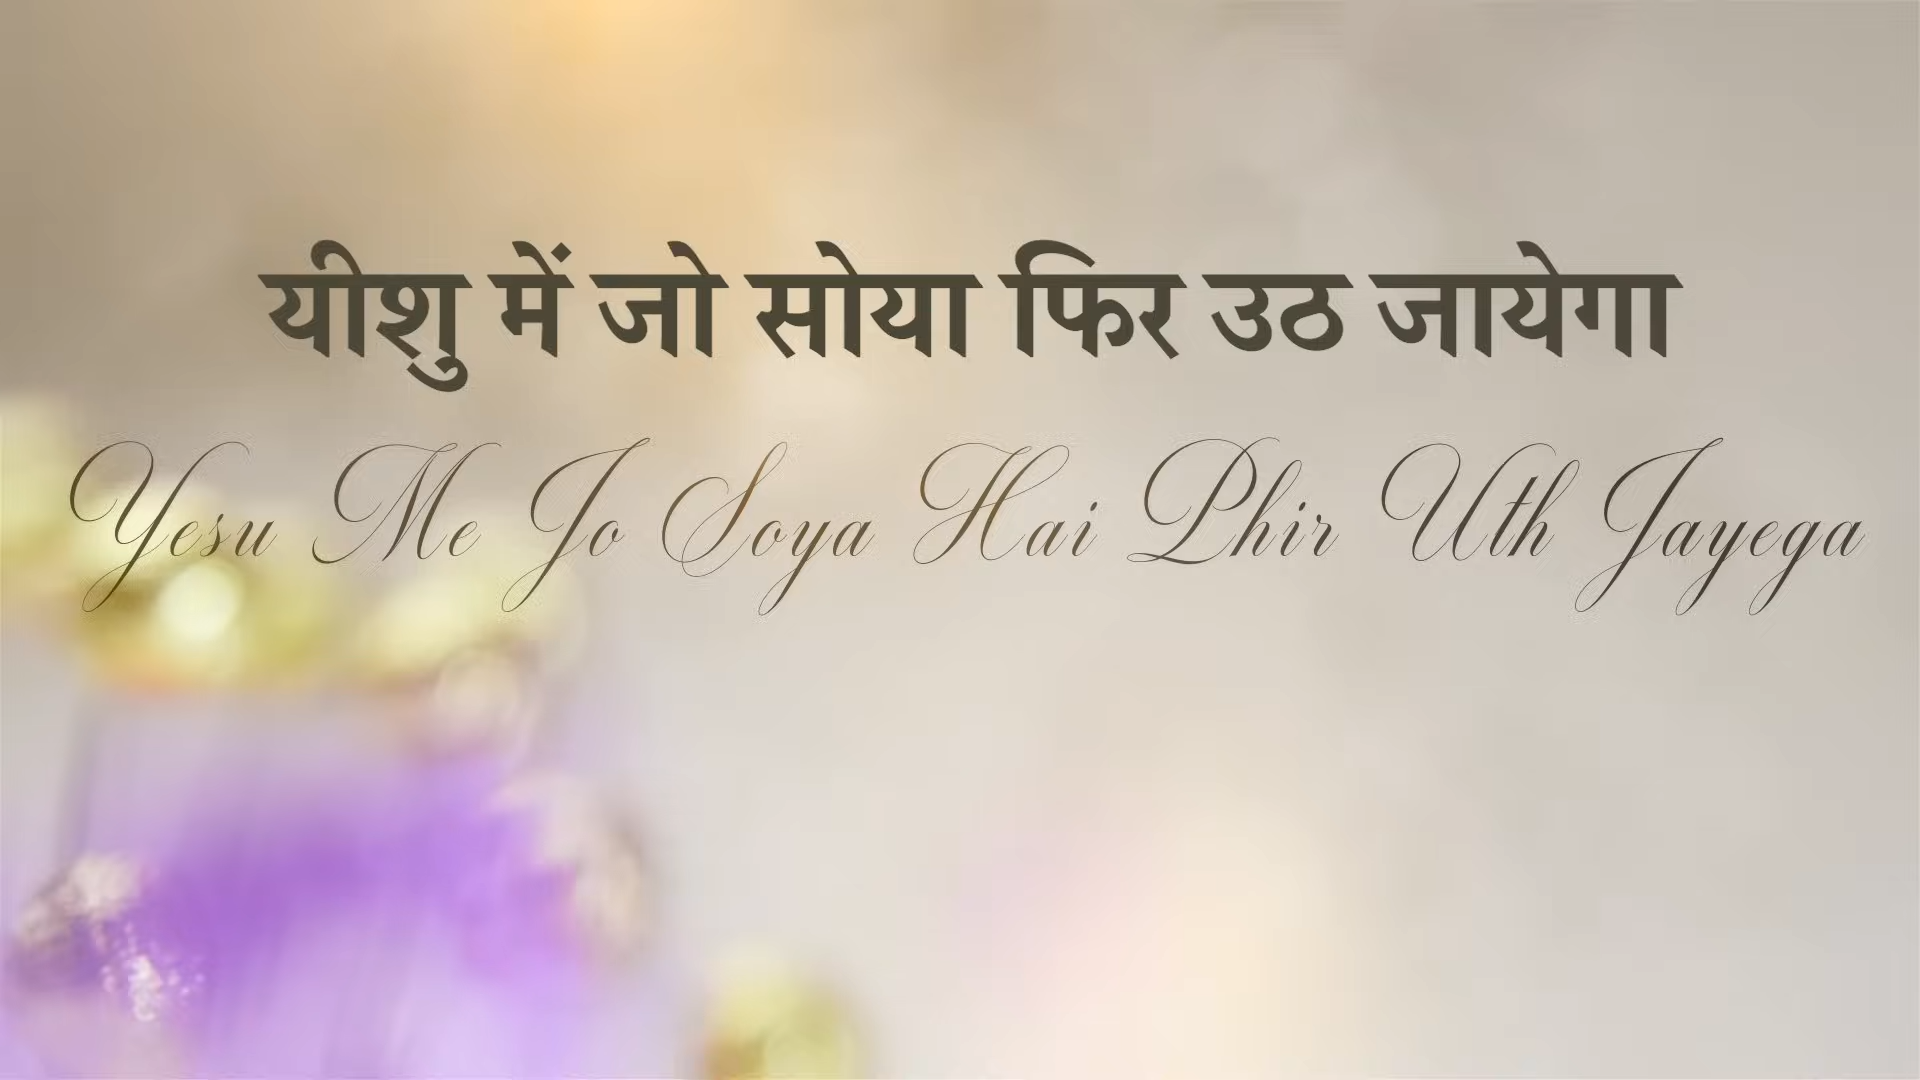 यीशु में जो सोया फिर उठ जायेगा
Yesu Me Jo Soya Hai Phir Uth Jayega